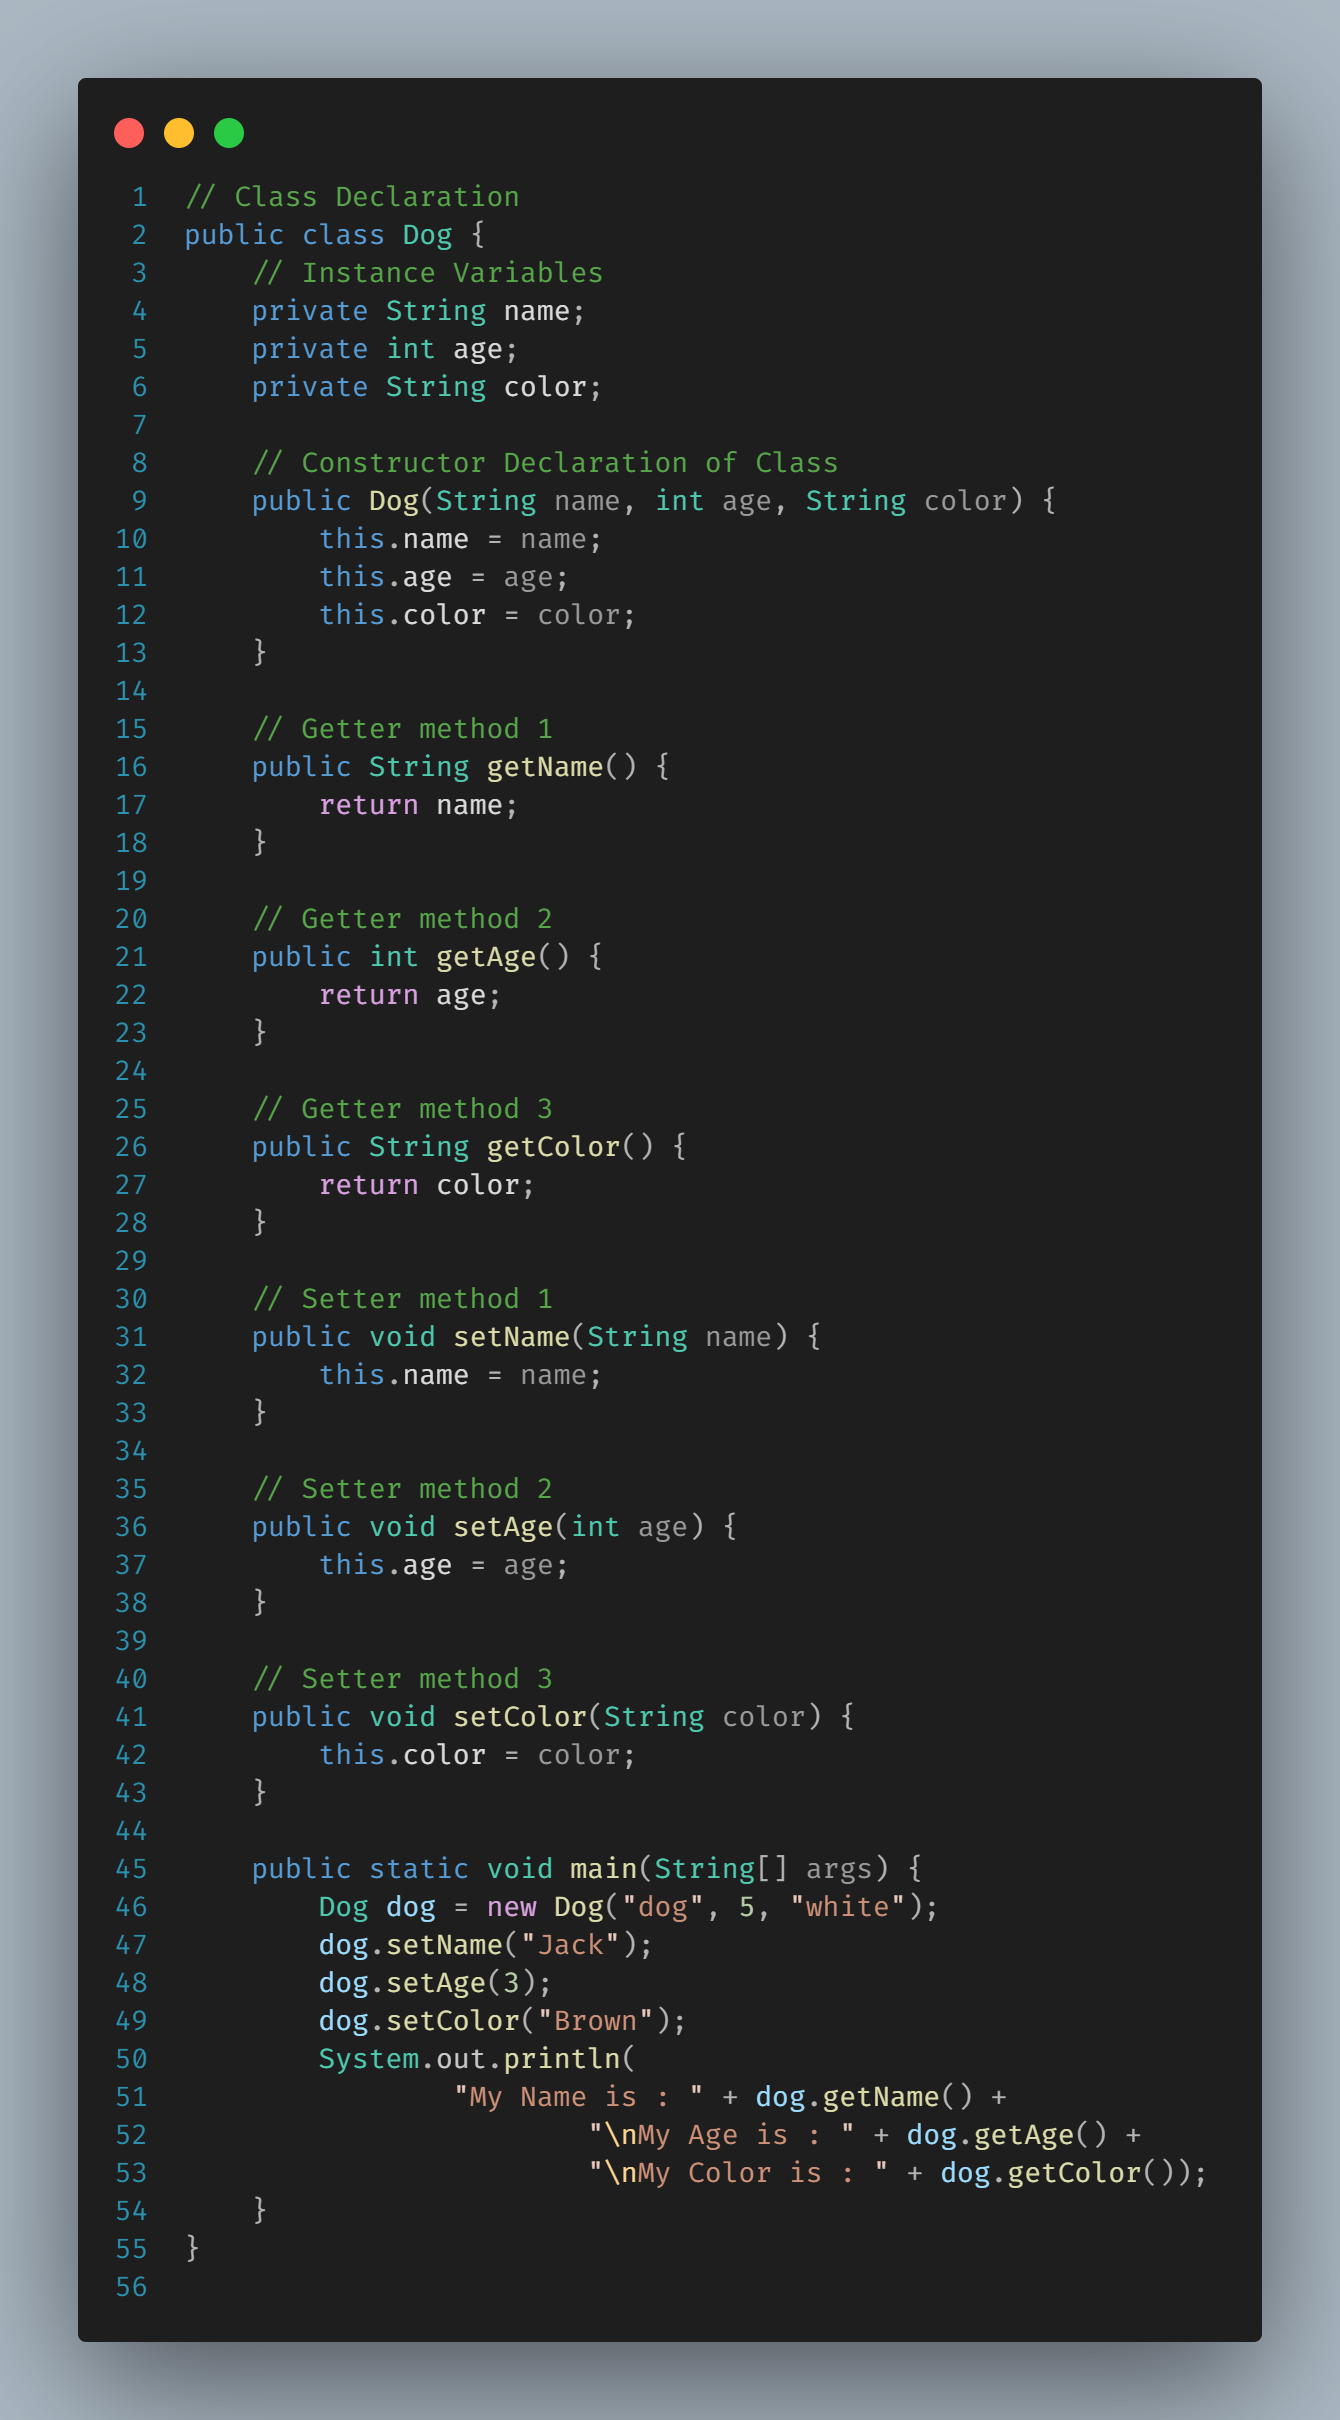 1 // Class Declaration
2 public class Dog {
3     // Instance Variables
4     private String name;
5     private int age;
6     private String color;
7
8     // Constructor Declaration of Class
9     public Dog(String name, int age, String color) {
10         this.name = name;
11         this.age = age;
12         this.color = color;
13     }
14
15     // Getter method 1
16     public String getName() {
17         return name;
18     }
19
20     // Getter method 2
21     public int getAge() {
22         return age;
23     }
24
25     // Getter method 3
26     public String getColor() {
27         return color;
28     }
29
30     // Setter method 1
31     public void setName(String name) {
32         this.name = name;
33     }
34
35     // Setter method 2
36     public void setAge(int age) {
37         this.age = age;
38     }
39
40     // Setter method 3
41     public void setColor(String color) {
42         this.color = color;
43     }
44
45     public static void main(String[] args) {
46         Dog dog = new Dog("dog", 5, "white");
47         dog.setName("Jack");
48         dog.setAge(3);
49         dog.setColor("Brown");
50         System.out.println(
51                 "My Name is : " + dog.getName() +
52                         "\nMy Age is : " + dog.getAge() +
53                         "\nMy Color is : " + dog.getColor());
54     }
55 }
56